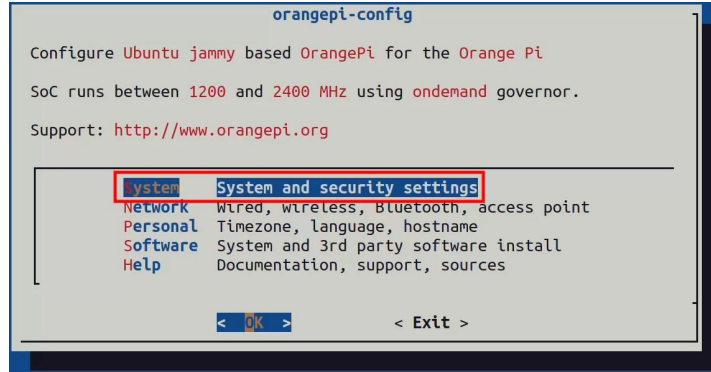 orangepi-config
Configure Ubuntu jammy based OrangePi for the Orange Pi
SoC runs between 1200 and 2400 MHz using ondemand governor.
Support: http://www.orangepi.org
System System and security settings
Network Wired, wireless, Bluetooth, access point
Personal Timezone, language, hostname
Software System and 3rd party software install
Help Documentation, support, sources
< OK > < Exit >